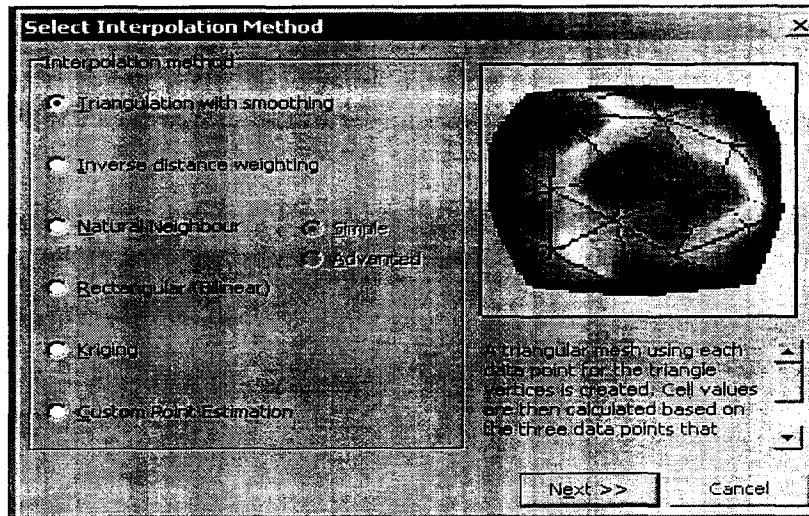 Select Interpolation Method
Interpolation method
Triangulation with smoothing
Inverse distance weighting
Natural Neighbour
Simple
Advanced
Rectangular (Bilinear)
Kriging
Custom Point Estimation
A triangular mesh using each
data point for the triangle
vertices is created. Cell values
are then calculated based on
the three data points that
Next >>
Cancel